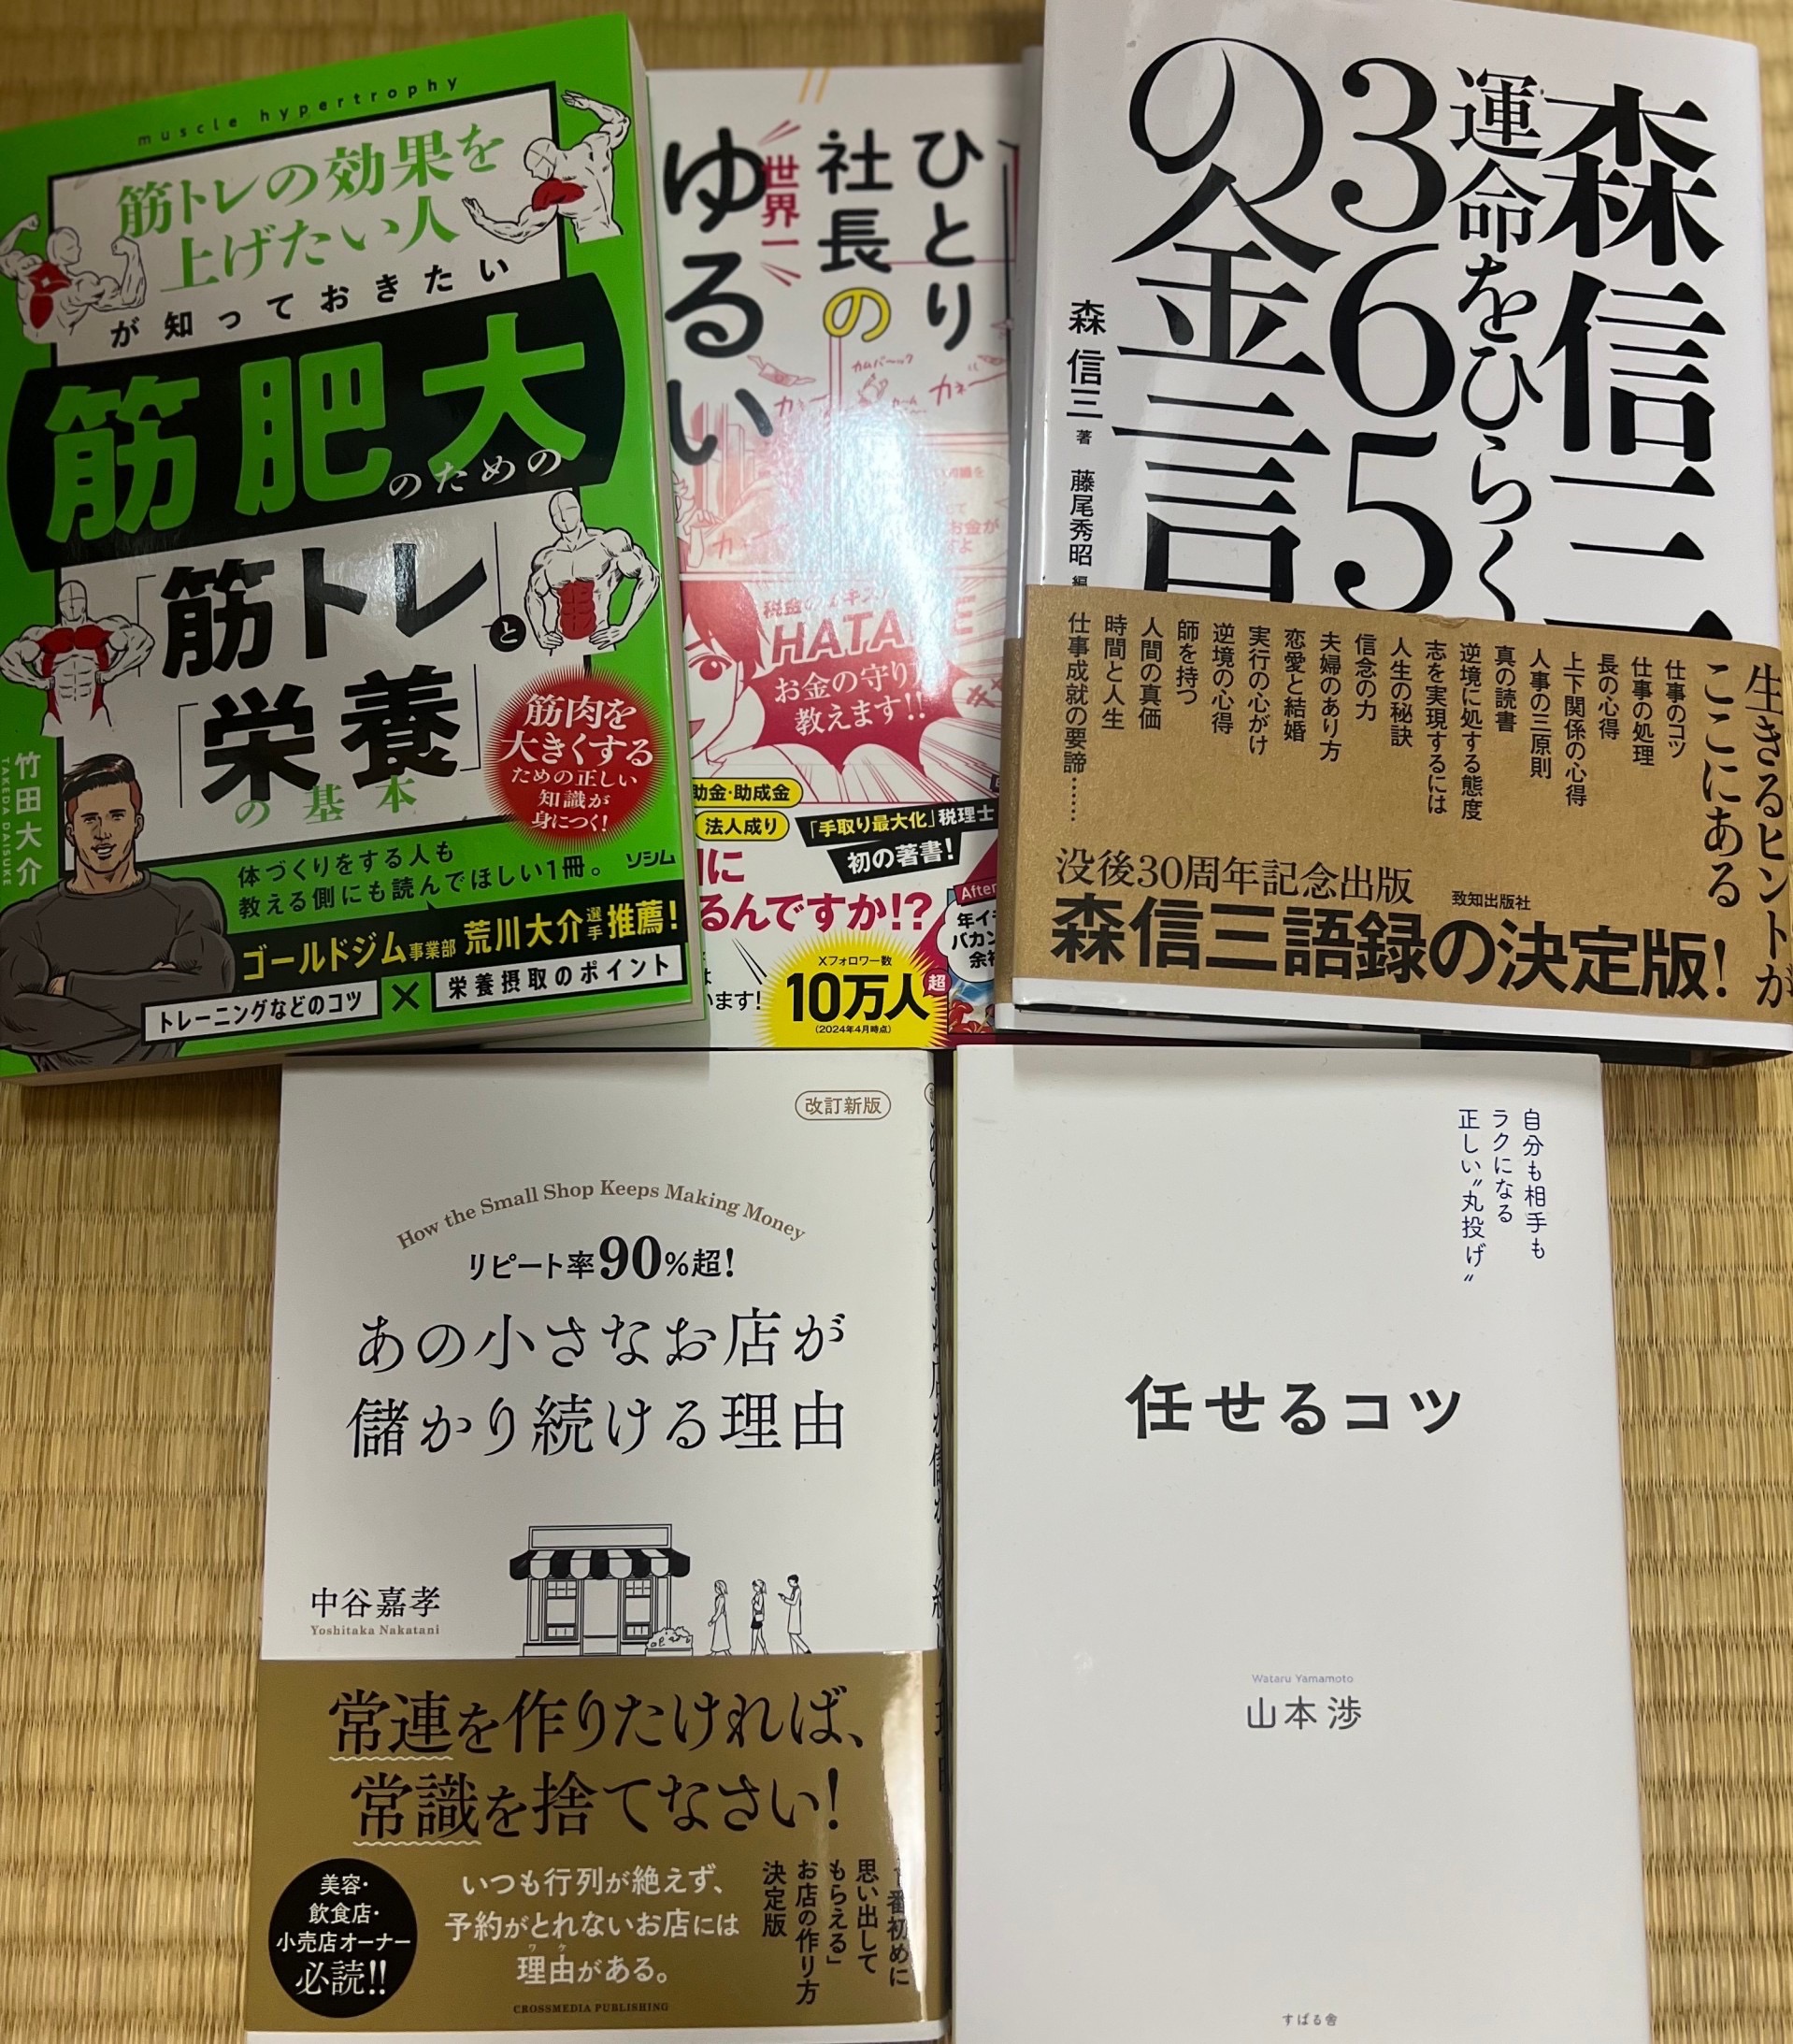 muscle hypertrophy
筋トレの効果を
上げたい人
が知っておきたい
筋肥大のための
「筋トレ」と
「栄養」
の基本
筋肉を
大きくする
ための正しい
知識が
身につく!
竹田大介
TAKEDA DAISUKE
体づくりをする人も
教える側にも読んでほしい1冊。
ソシム
ゴールドジム事業部 荒川大介選手推薦!
トレーニングなどのコツ × 栄養摂取のポイント
ひとり
社長の
世界一
ゆるい
カムバーック
カネー
HATAKE
お金の守り方
教えます!!
助金・助成金
法人成り
「手取り最大化」税理士
初の著書!
るんですか!?
Xフォロワー数
10万人超
(2024年4月時点)
います!
After
森信三
運命をひらく
365
の金言
森信三 著
藤尾秀昭 編
生きるヒントが
ここにある
仕事のコツ
仕事の処理
長の心得
上下関係の心得
人事の三原則
真の読書
逆境に処する態度
志を実現するには
人生の秘訣
信念の力
夫婦のあり方
恋愛と結婚
実行の心がけ
逆境の心得
師を持つ
人間の真価
時間と人生
仕事成就の要諦……
没後30周年記念出版
致知出版社
森信三語録の決定版!
改訂新版
How the Small Shop Keeps Making Money
リピート率90%超!
あの小さなお店が
儲かり続ける理由
中谷嘉孝
Yoshitaka Nakatani
常連を作りたければ、
常識を捨てなさい!
美容・
飲食店・
小売店オーナー
必読!!
いつも行列が絶えず、
予約がとれないお店には
理由がある。
ワケ
番初めに
思い出して
もらえる」
お店の作り方
決定版
CROSSMEDIA PUBLISHING
自分も相手も
ラクになる
正しい"丸投げ"
任せるコツ
Wataru Yamamoto
山本渉
すばる舎